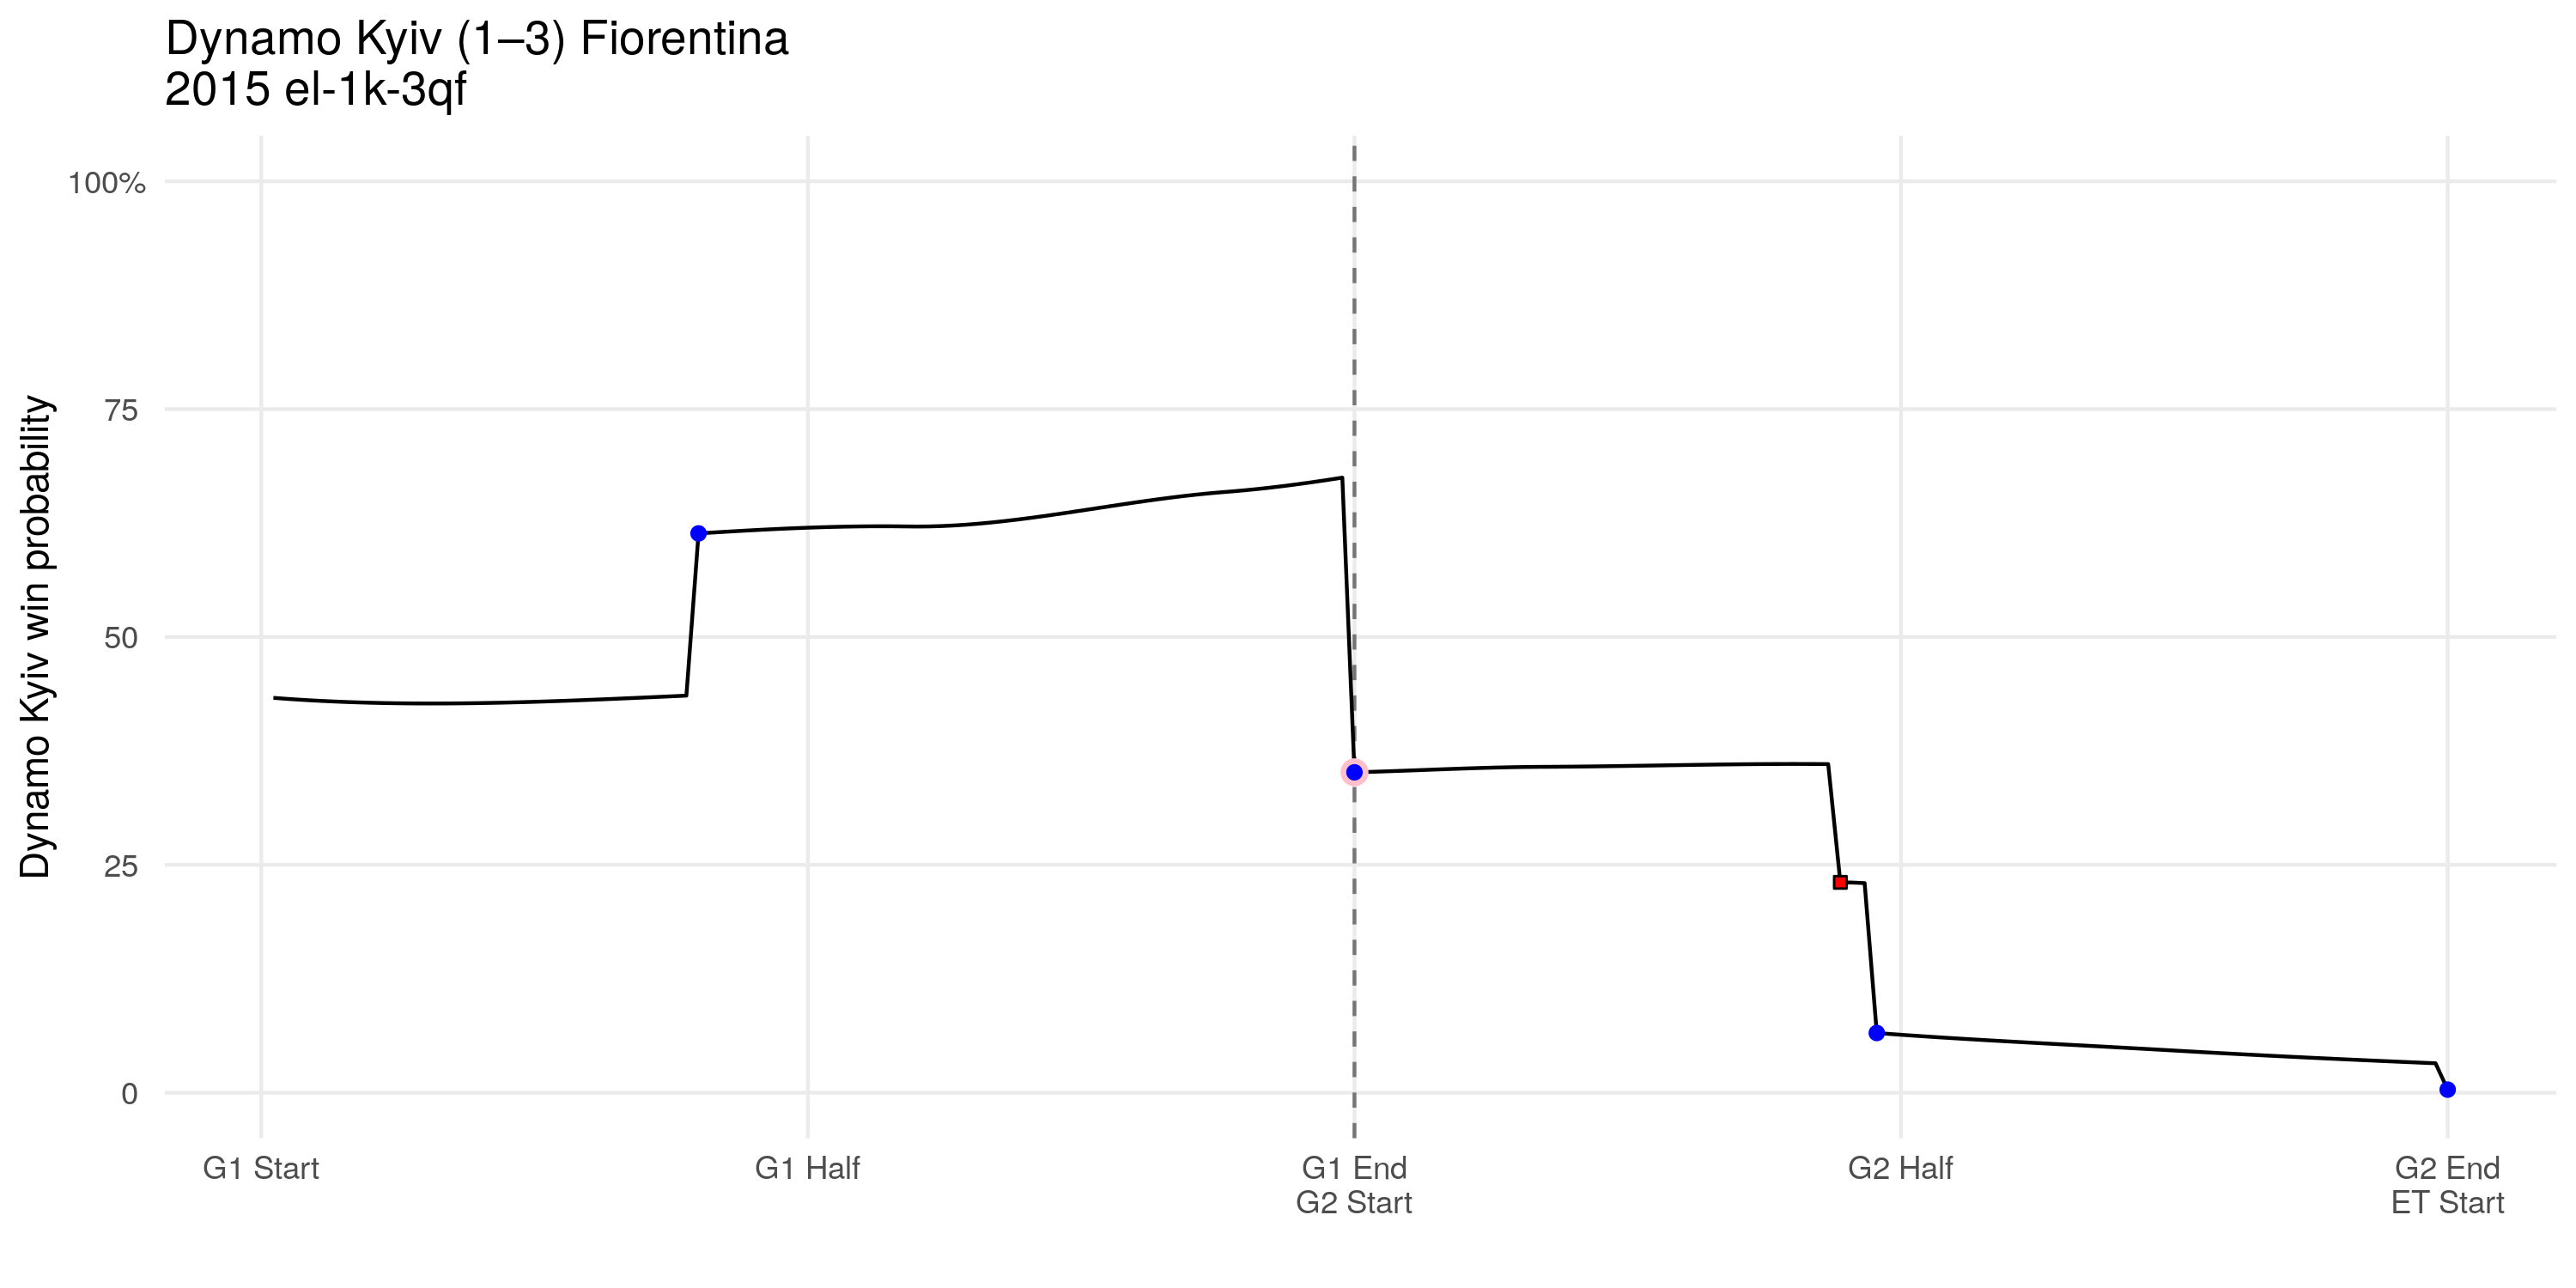 Dynamo Kyiv (1–3) Fiorentina
2015 el-1k-3qf
Dynamo Kyiv win probability
100%
75
50
25
0
G1 Start
G1 Half
G1 End
G2 Start
G2 Half
G2 End
ET Start